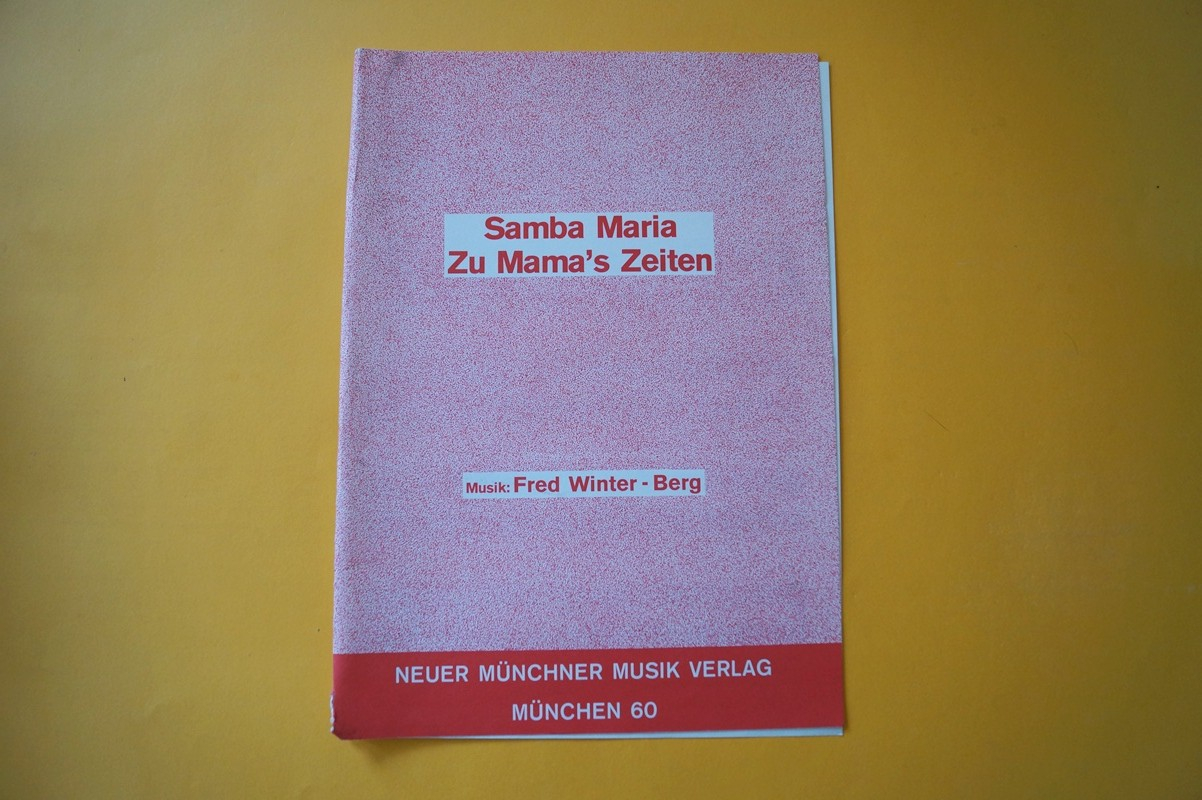 Samba Maria
Zu Mama's Zeiten
Musik: Fred Winter - Berg
NEUER MÜNCHNER MUSIK VERLAG
MÜNCHEN 60